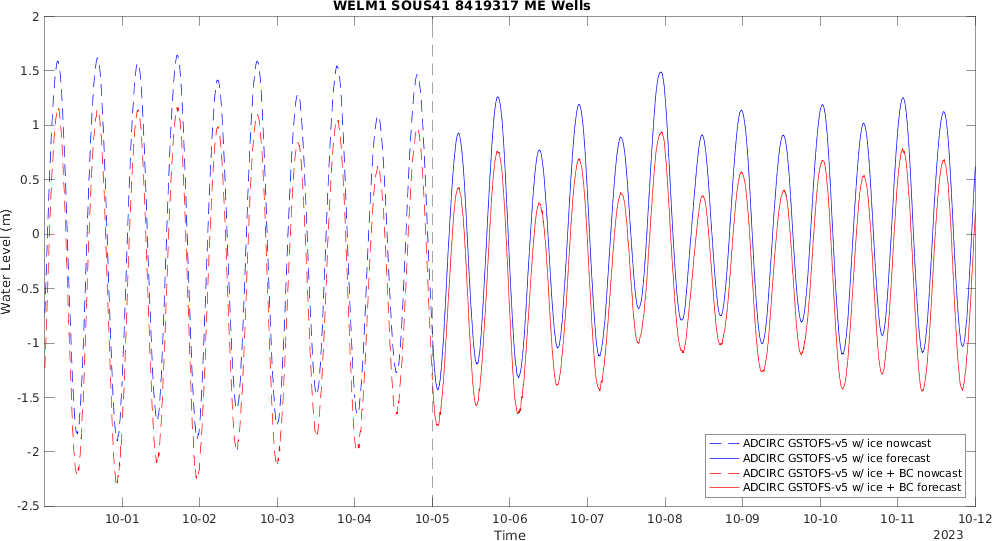 WELM1 SOUS41 8419317 ME Wells
2
1.5
1
0.5
0
-0.5
-1
-1.5
-2
-2.5
Water Level (m)
10-01 10-02 10-03 10-04 10-05 10-06 10-07 10-08 10-09 10-10 10-11 10-12
Time
2023
ADCIRC GSTOFS-v5 w/ ice nowcast
ADCIRC GSTOFS-v5 w/ ice forecast
ADCIRC GSTOFS-v5 w/ ice + BC nowcast
ADCIRC GSTOFS-v5 w/ ice + BC forecast